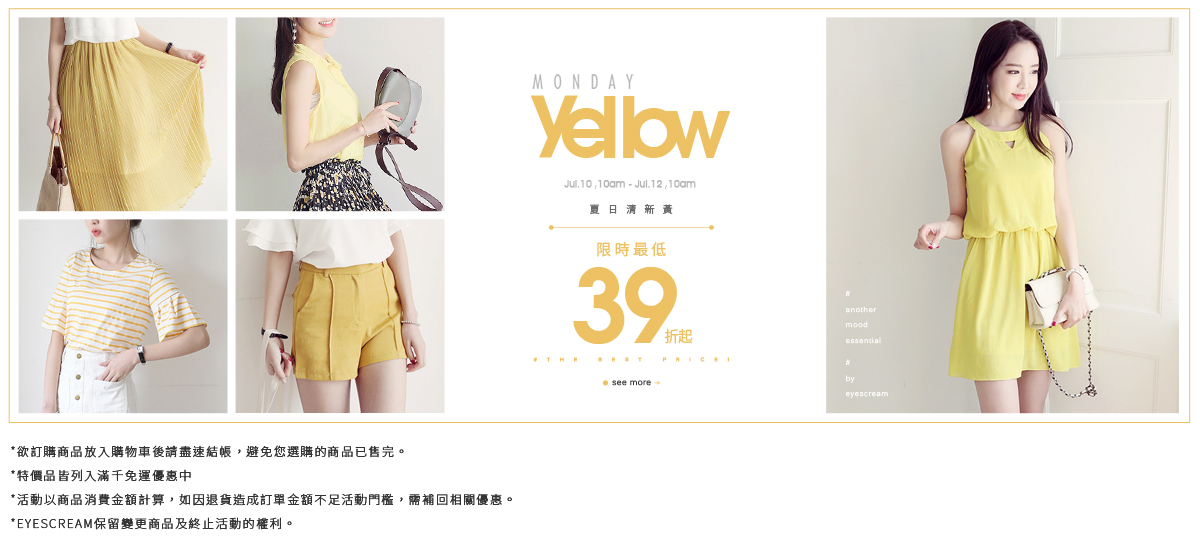 MONDAY
Yellow
Jul.10 ,10am - Jul.12 ,10am
夏日清新黃
限時最低
39折起
#THE BEST PRICE!
see more →
#
another
mood
essential
#
by
eyescream
*欲訂購商品放入購物車後請盡速結帳，避免您選購的商品已售完。
*特價品皆列入滿千免運優惠中
*活動以商品消費金額計算，如因退貨造成訂單金額不足活動門檻，需補回相關優惠。
*EYESCREAM保留變更商品及終止活動的權利。